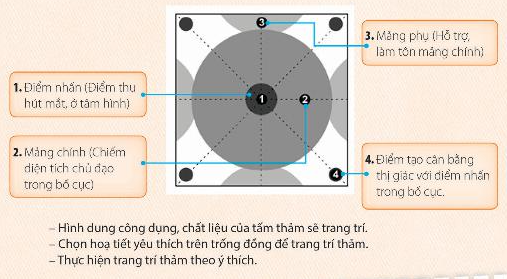 3
3. Mảng phụ (Hỗ trợ,
làm tôn mảng chính)
1. Điểm nhấn (Điểm thu
hút mắt, ở tâm hình)
1
2
2. Mảng chính (Chiếm
diện tích chủ đạo
trong bố cục)
4. Điểm tạo cân bằng
thị giác với điểm nhấn
trong bố cục.
4
– Hình dung công dụng, chất liệu của tấm thảm sẽ trang trí.
– Chọn hoạ tiết yêu thích trên trống đồng để trang trí thảm.
– Thực hiện trang trí thảm theo ý thích.